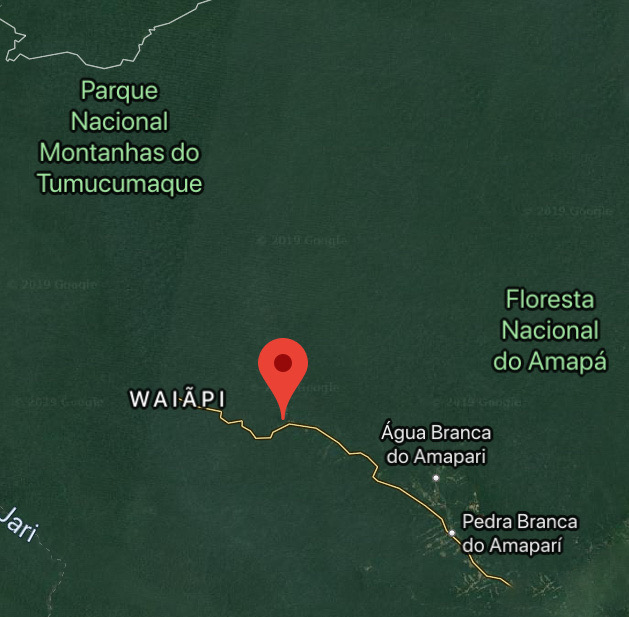 Parque
Nacional
Montanhas do
Tumucumaque
© 2019 Google
© 2019 Google
© 2019 Google
Floresta
Nacional
do Amapá
Google
WAIÃPI
© 2019 Google
© 2019 Google
Água Branca
do Amapari
Jari
Pedra Branca
do Amaparí